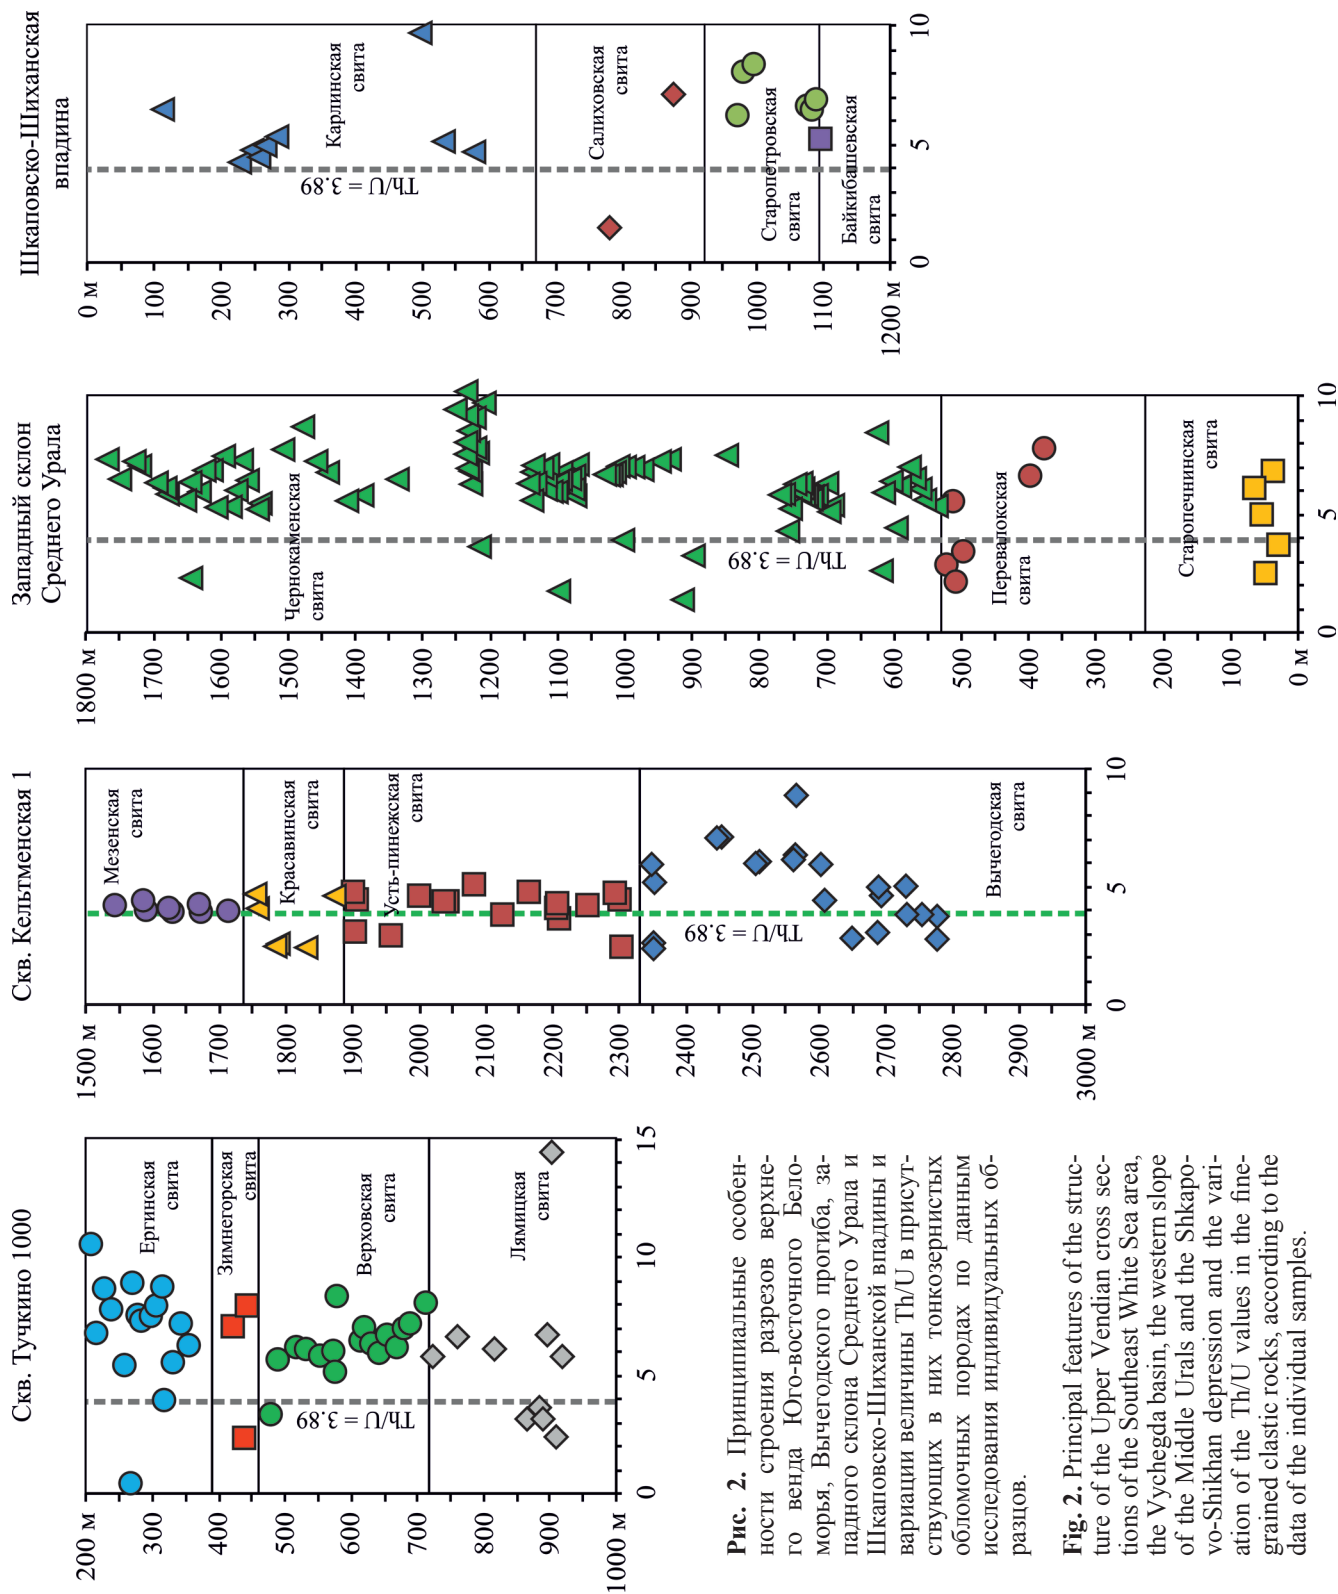 Скв. Тучкино 1000
200 м
300
400
500
600
700
800
900
1000 м
0
5
10
15
Ергинская
свита
Зимнегорская
свита
Верховская
свита
Лямицкая
свита
Th/U = 3.89
Скв. Кельтменская 1
1500 м
1600
1700
1800
1900
2000
2100
2200
2300
2400
2500
2600
2700
2800
2900
3000 м
0
5
10
Мезенская
свита
Красавинская
свита
Усть-пинежская
свита
Вычегодская
свита
Th/U = 3.89
Западный склон
Среднего Урала
1800 м
1700
1600
1500
1400
1300
1200
1100
1000
900
800
700
600
500
400
300
200
100
0 м
0
5
10
Чернокаменская
свита
Перевалокская
свита
Старопечнинская
свита
Th/U = 3.89
Шкаповско-Шиханская
впадина
0 м
100
200
300
400
500
600
700
800
900
1000
1100
1200 м
0
5
10
Карлинская
свита
Салиховская
свита
Старопетровская
свита
Байкибашевская
свита
Th/U = 3.89
Рис. 2. Принципиальные особен-
ности строения разрезов верхне-
го венда Юго-восточного Бело-
морья, Вычегодского прогиба, за-
падного склона Среднего Урала и
Шкаповско-Шиханской впадины и
вариации величины Th/U в присут-
ствующих в них тонкозернистых
обломочных породах по данным
исследования индивидуальных об-
разцов.
Fig. 2. Principal features of the struc-
ture of the Upper Vendian cross sec-
tions of the Southeast White Sea area,
the Vychegda basin, the western slope
of the Middle Urals and the Shkapo-
vo-Shikhan depression and the vari-
ation of the Th/U values in the fine-
grained clastic rocks, according to the
data of the individual samples.